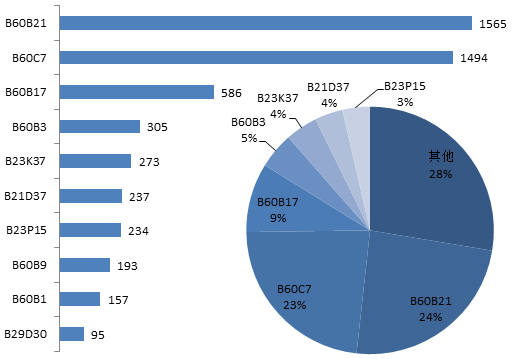 B60B21 1565
B60C7 1494
B60B17 586
B60B3 305
B23K37 273
B21D37 237
B23P15 234
B60B9 193
B60B1 157
B29D30 95
其他
28%
B60B21
24%
B60C7
23%
B60B17
9%
B60B3
5%
B23K37
4%
B21D37
4%
B23P15
3%